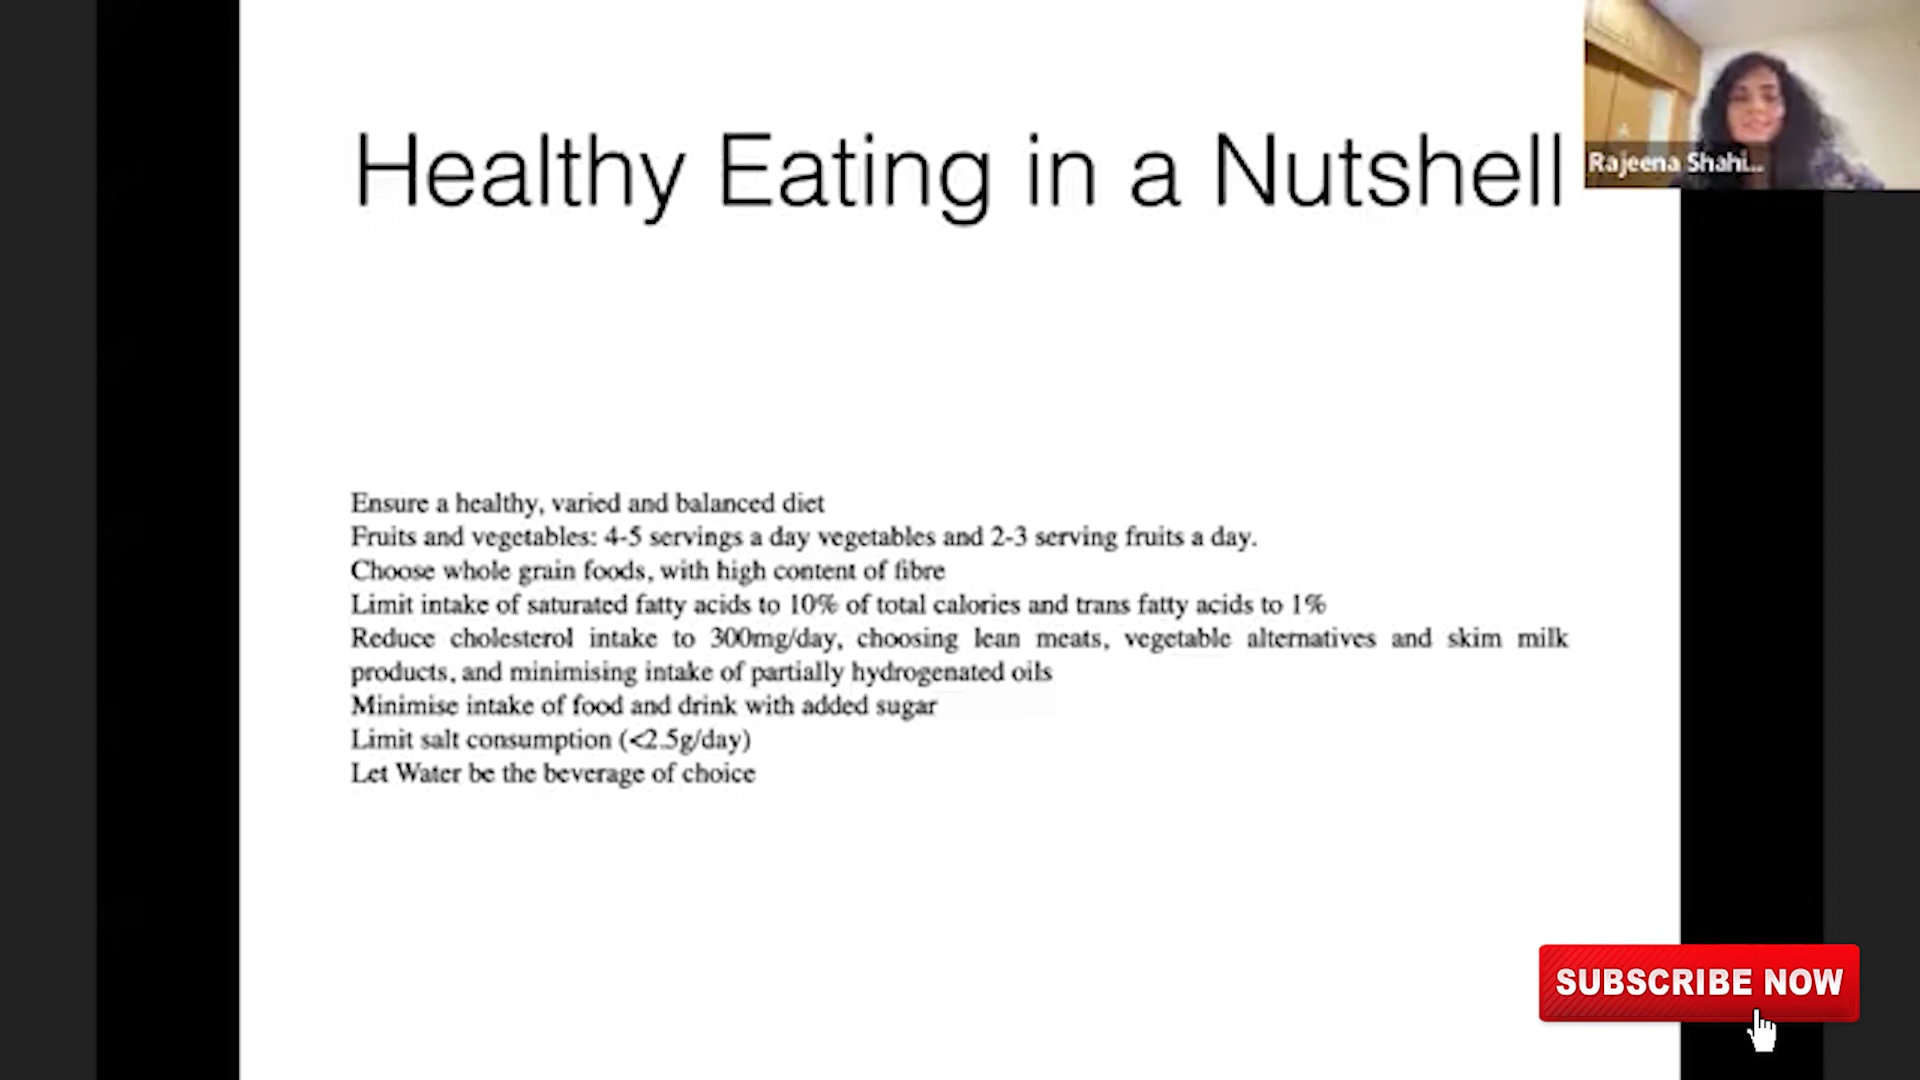 Healthy Eating in a Nutshell
Rajeena Shahi...
Ensure a healthy, varied and balanced diet
Fruits and vegetables: 4-5 servings a day vegetables and 2-3 serving fruits a day.
Choose whole grain foods, with high content of fibre
Limit intake of saturated fatty acids to 10% of total calories and trans fatty acids to 1%
Reduce cholesterol intake to 300mg/day, choosing lean meats, vegetable alternatives and skim milk
products, and minimising intake of partially hydrogenated oils
Minimise intake of food and drink with added sugar
Limit salt consumption (<2.5g/day)
Let Water be the beverage of choice
SUBSCRIBE NOW